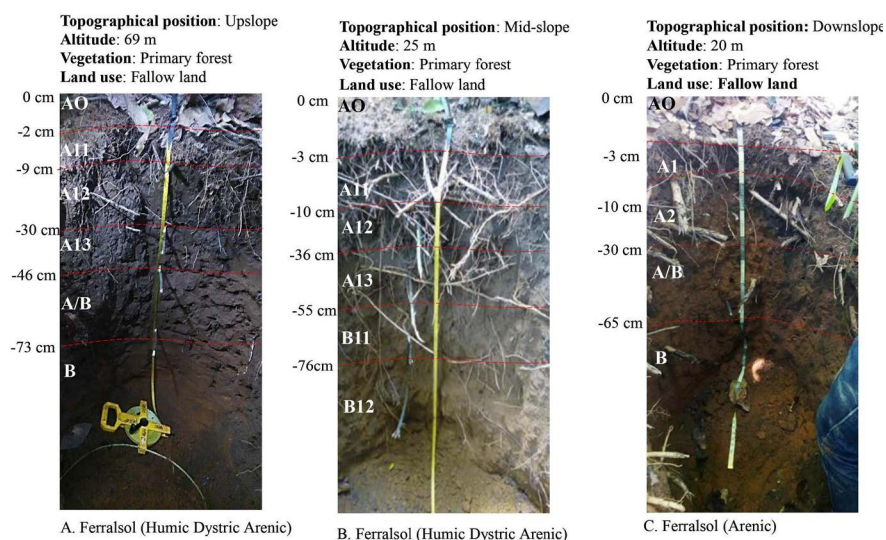 Topographical position: Upslope
Altitude: 69 m
Vegetation: Primary forest
Land use: Fallow land
0 cm
AO
-2 cm
A11
-9 cm
A12
-30 cm
A13
-46 cm
A/B
-73 cm
B
A. Ferralsol (Humic Dystric Arenic)
Topographical position: Mid-slope
Altitude: 25 m
Vegetation: Primary forest
Land use: Fallow land
0 cm
AO
-3 cm
A11
-10 cm
A12
-36 cm
A13
-55 cm
B11
-76 cm
B12
B. Ferralsol (Humic Dystric Arenic)
Topographical position: Downslope
Altitude: 20 m
Vegetation: Primary forest
Land use: Fallow land
0 cm
AO
-3 cm
A1
-10 cm
A2
-30 cm
A/B
-65 cm
B
C. Ferralsol (Arenic)